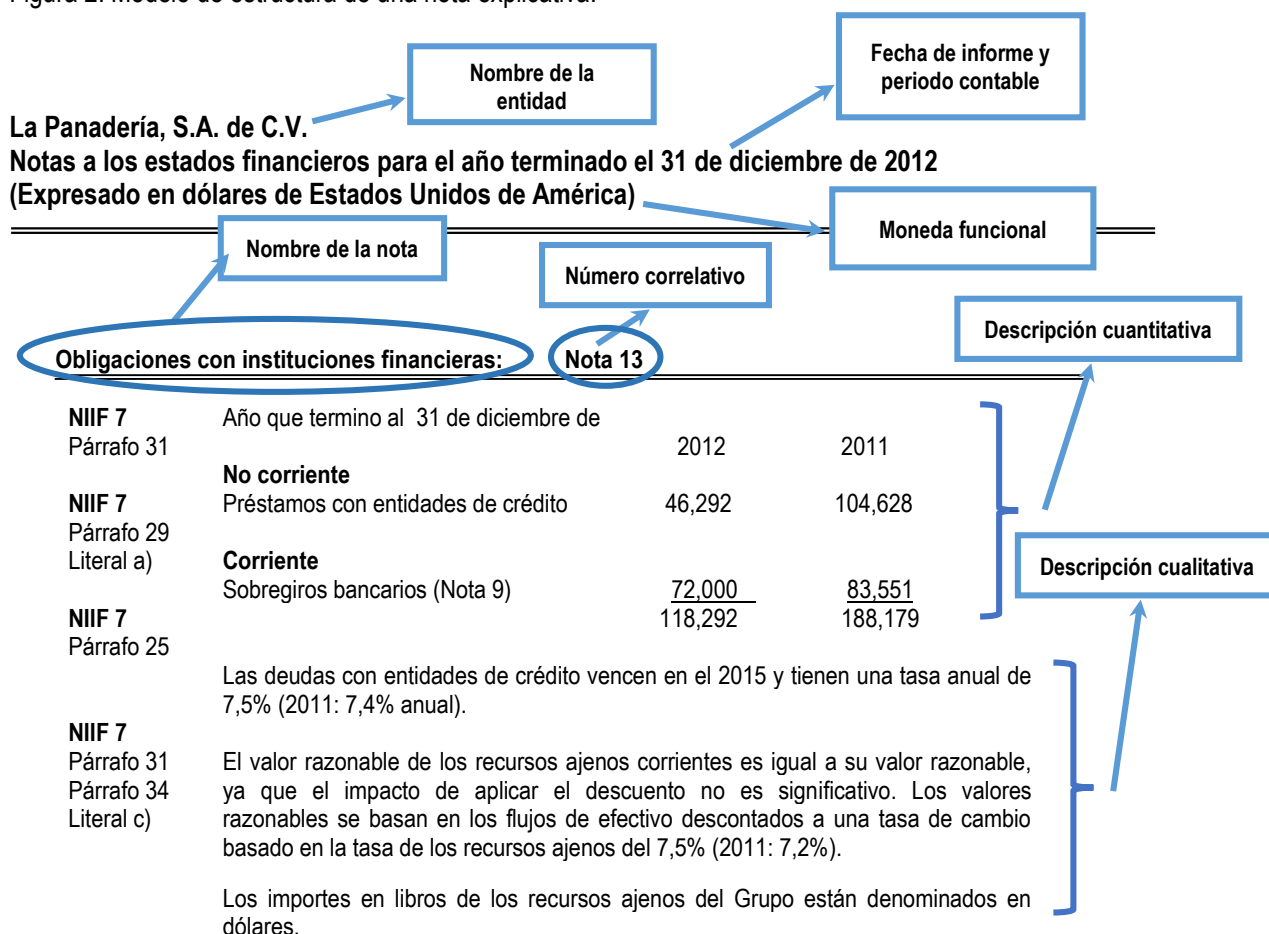 Nombre de la
entidad
Fecha de informe y
periodo contable
La Panadería, S.A. de C.V.
Notas a los estados financieros para el año terminado el 31 de diciembre de 2012
(Expresado en dólares de Estados Unidos de América)
Moneda funcional
Nombre de la nota
Número correlativo
Descripción cuantitativa
Obligaciones con instituciones financieras: Nota 13
NIIF 7 Año que termino al 31 de diciembre de
Párrafo 31 2012 2011
No corriente
NIIF 7 Préstamos con entidades de crédito 46,292 104,628
Párrafo 29
Literal a) Corriente
Descripción cualitativa
Sobregiros bancarios (Nota 9) 72,000 83,551
NIIF 7 118,292 188,179
Párrafo 25
Las deudas con entidades de crédito vencen en el 2015 y tienen una tasa anual de
7,5% (2011: 7,4% anual).
NIIF 7
Párrafo 31 El valor razonable de los recursos ajenos corrientes es igual a su valor razonable,
Párrafo 34 ya que el impacto de aplicar el descuento no es significativo. Los valores
Literal c) razonables se basan en los flujos de efectivo descontados a una tasa de cambio
basado en la tasa de los recursos ajenos del 7,5% (2011: 7,2%).
Los importes en libros de los recursos ajenos del Grupo están denominados en
dólares.